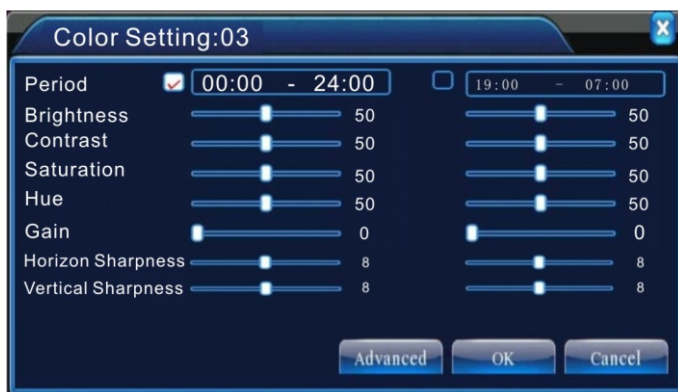 Color Setting:03
X
Period 00:00 - 24:00 19:00 - 07:00
Brightness 50 50
Contrast 50 50
Saturation 50 50
Hue 50 50
Gain 0 0
Horizon Sharpness 8 8
Vertical Sharpness 8 8
Advanced OK Cancel